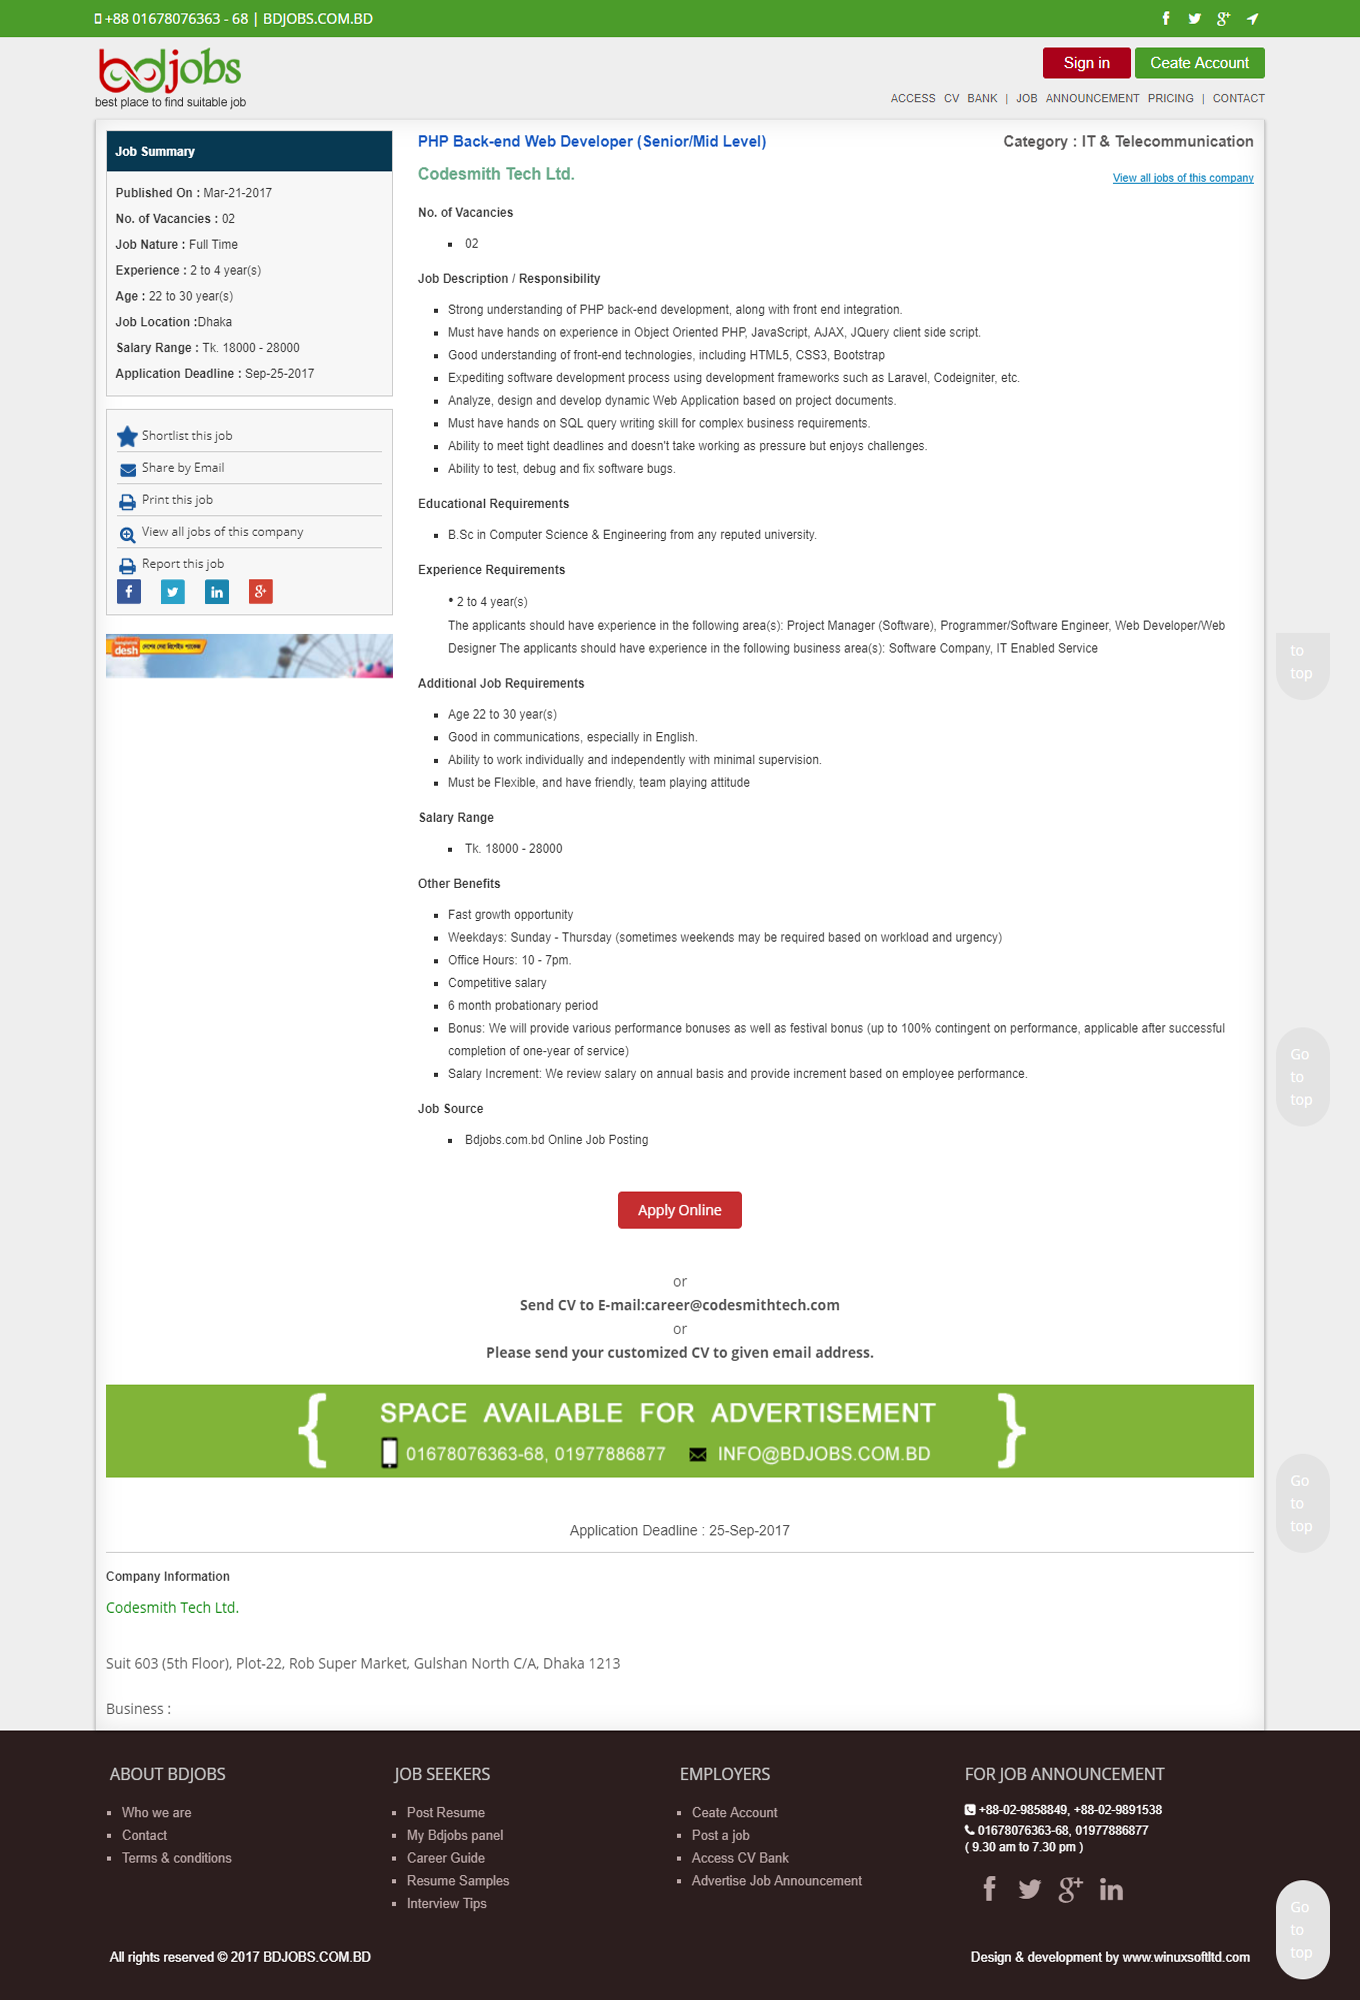 +88 01678076363 - 68 | BDJOBS.COM.BD
bdjobs
best place to find suitable job
Sign in
Ceate Account
ACCESS CV BANK | JOB ANNOUNCEMENT PRICING | CONTACT
Job Summary
Published On : Mar-21-2017
No. of Vacancies : 02
Job Nature : Full Time
Experience : 2 to 4 year(s)
Age : 22 to 30 year(s)
Job Location :Dhaka
Salary Range : Tk. 18000 - 28000
Application Deadline : Sep-25-2017
Shortlist this job
Share by Email
Print this job
View all jobs of this company
Report this job
desh
PHP Back-end Web Developer (Senior/Mid Level)
Category : IT & Telecommunication
Codesmith Tech Ltd.
View all jobs of this company
No. of Vacancies
02
Job Description / Responsibility
Strong understanding of PHP back-end development, along with front end integration.
Must have hands on experience in Object Oriented PHP, JavaScript, AJAX, JQuery client side script.
Good understanding of front-end technologies, including HTML5, CSS3, Bootstrap
Expediting software development process using development frameworks such as Laravel, Codeigniter, etc.
Analyze, design and develop dynamic Web Application based on project documents.
Must have hands on SQL query writing skill for complex business requirements.
Ability to meet tight deadlines and doesn't take working as pressure but enjoys challenges.
Ability to test, debug and fix software bugs.
Educational Requirements
B.Sc in Computer Science & Engineering from any reputed university.
Experience Requirements
• 2 to 4 year(s)
The applicants should have experience in the following area(s): Project Manager (Software), Programmer/Software Engineer, Web Developer/Web
Designer The applicants should have experience in the following business area(s): Software Company, IT Enabled Service
Additional Job Requirements
Age 22 to 30 year(s)
Good in communications, especially in English.
Ability to work individually and independently with minimal supervision.
Must be Flexible, and have friendly, team playing attitude
Salary Range
Tk. 18000 - 28000
Other Benefits
Fast growth opportunity
Weekdays: Sunday - Thursday (sometimes weekends may be required based on workload and urgency)
Office Hours: 10 - 7pm.
Competitive salary
6 month probationary period
Bonus: We will provide various performance bonuses as well as festival bonus (up to 100% contingent on performance, applicable after successful
completion of one-year of service)
Salary Increment: We review salary on annual basis and provide increment based on employee performance.
Job Source
Bdjobs.com.bd Online Job Posting
to
top
Go
to
top
Apply Online
or
Send CV to E-mail:career@codesmithtech.com
or
Please send your customized CV to given email address.
{ SPACE AVAILABLE FOR ADVERTISEMENT }
01678076363-68, 01977886877 INFO@BDJOBS.COM.BD
Go
to
top
Application Deadline : 25-Sep-2017
Company Information
Codesmith Tech Ltd.
Suit 603 (5th Floor), Plot-22, Rob Super Market, Gulshan North C/A, Dhaka 1213
Business :
ABOUT BDJOBS
Who we are
Contact
Terms & conditions
JOB SEEKERS
Post Resume
My Bdjobs panel
Career Guide
Resume Samples
Interview Tips
EMPLOYERS
Ceate Account
Post a job
Access CV Bank
Advertise Job Announcement
FOR JOB ANNOUNCEMENT
+88-02-9858849, +88-02-9891538
01678076363-68, 01977886877
( 9.30 am to 7.30 pm )
Go
to
top
All rights reserved © 2017 BDJOBS.COM.BD
Design & development by www.winuxsoftltd.com